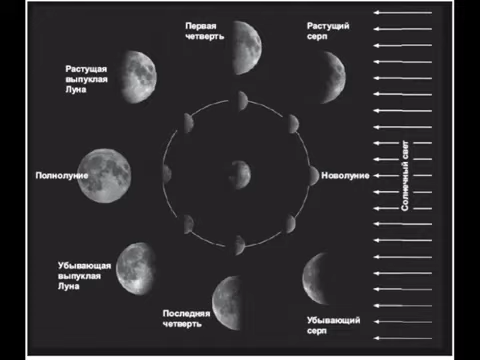 Первая
четверть
Растущий
серп
Растущая
выпуклая
Луна
Полнолуние
Новолуние
Солнечный свет
Убывающая
выпуклая
Луна
Последняя
четверть
Убывающий
серп